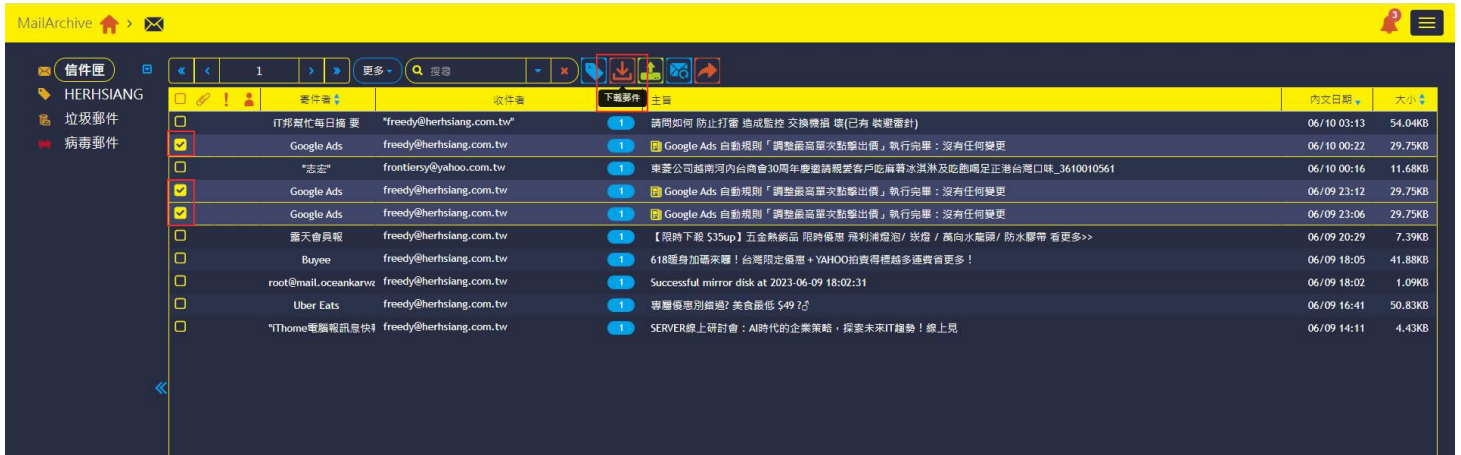 MailArchive >
3
信件匣
HERHSIANG
垃圾郵件
病毒郵件
« < 1 > » 更多 搜尋
下載郵件
寄件者 收件者 主旨 內文日期 大小
iT邦幫忙每日摘 要 "freedy@herhsiang.com.tw" 1 請問如何 防止打雷 造成監控 交換機損 壞(已有 裝避雷針) 06/10 03:13 54.04KB
Google Ads freedy@herhsiang.com.tw 1 Google Ads 自動規則「調整最高單次點擊出價」執行完畢：沒有任何變更 06/10 00:22 29.75KB
"志宏" frontiersy@yahoo.com.tw 1 東菱公司越南河內台商會30周年慶邀請親愛客戶吃麻薯冰淇淋及吃飽喝足正港台灣口味_3610010561 06/10 00:16 11.68KB
Google Ads freedy@herhsiang.com.tw 1 Google Ads 自動規則「調整最高單次點擊出價」執行完畢：沒有任何變更 06/09 23:12 29.75KB
Google Ads freedy@herhsiang.com.tw 1 Google Ads 自動規則「調整最高單次點擊出價」執行完畢：沒有任何變更 06/09 23:06 29.75KB
露天會員報 freedy@herhsiang.com.tw 1 【限時下殺 $35up】五金熱銷品 限時優惠 飛利浦燈泡/ 崁燈 / 萬向水龍頭/ 防水膠帶 看更多>> 06/09 20:29 7.39KB
Buyee freedy@herhsiang.com.tw 1 618暖身加碼來囉！台灣限定優惠+YAHOO拍賣得標越多運費省更多！ 06/09 18:05 41.88KB
root@mail.oceankarwa freedy@herhsiang.com.tw 1 Successful mirror disk at 2023-06-09 18:02:31 06/09 18:02 1.09KB
Uber Eats freedy@herhsiang.com.tw 1 專屬優惠別錯過? 美食最低 $49 ? 06/09 16:41 50.83KB
"iThome電腦報訊息快 freedy@herhsiang.com.tw 1 SERVER線上研討會：AI時代的企業策略，探索未來IT趨勢！線上見 06/09 14:11 4.43KB